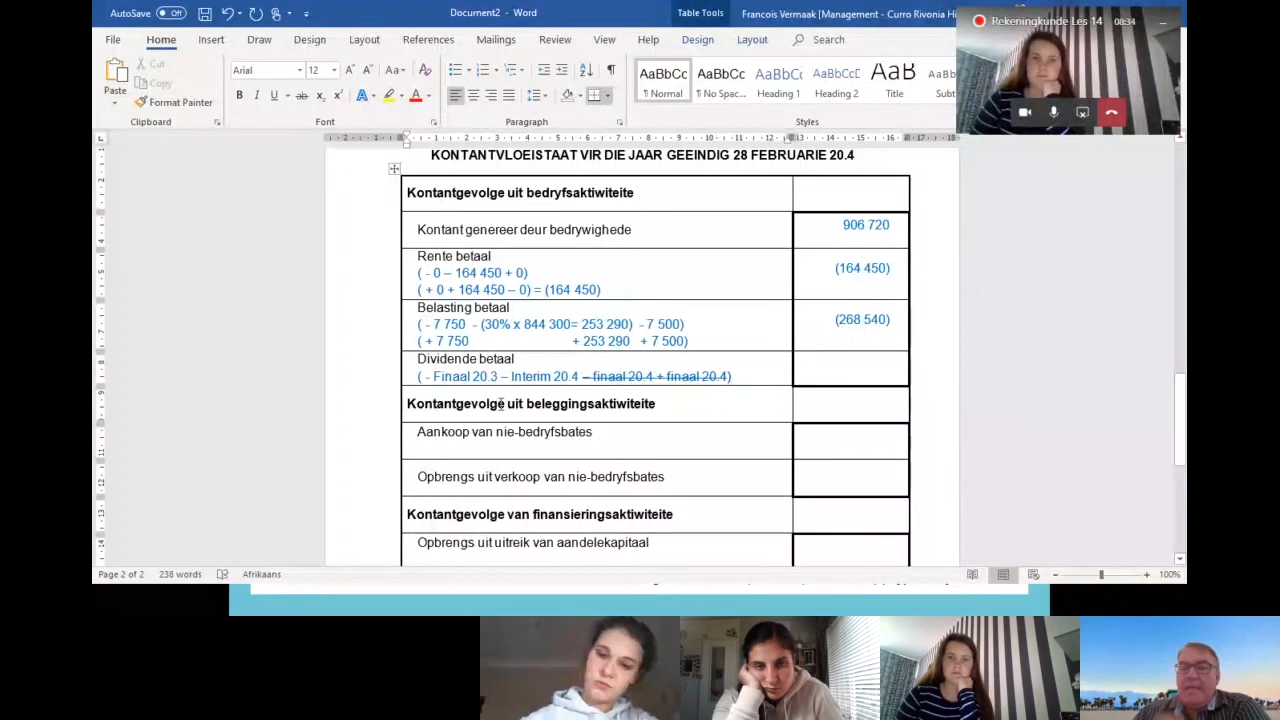 AutoSave Off Document2 - Word Table Tools Francois Vermaak [Management - Curro Rivonia
Rekeningkunde Les 14 08:34
File Home Insert Draw Design Layout References Mailings Review View Help Design Layout Search
Paste
Cut
Copy
Format Painter
Clipboard
Arial 12
Font
Paragraph
AaBbCc AaBbCc AaBbCc AaBbCcD AaB
¶ Normal ¶ No Spac... Heading 1 Heading 2 Title
Styles
KONTANTVLOEISTAAT VIR DIE JAAR GEEINDIG 28 FEBRUARIE 20.4
Kontantgevolge uit bedryfsaktiwiteite
Kontant genereer deur bedrywighede 906 720
Rente betaal
( - 0 – 164 450 + 0) (164 450)
( + 0 + 164 450 – 0) = (164 450)
Belasting betaal
( - 7 750 - (30% x 844 300= 253 290) - 7 500) (268 540)
( + 7 750 + 253 290 + 7 500)
Dividende betaal
( - Finaal 20.3 – Interim 20.4 – finaal 20.4 + finaal 20.4)
Kontantgevolge uit beleggingsaktiwiteite
Aankoop van nie-bedryfsbates
Opbrengs uit verkoop van nie-bedryfsbates
Kontantgevolge van finansieringsaktiwiteite
Opbrengs uit uitreik van aandelekapitaal
Page 2 of 2 238 words Afrikaans 100%